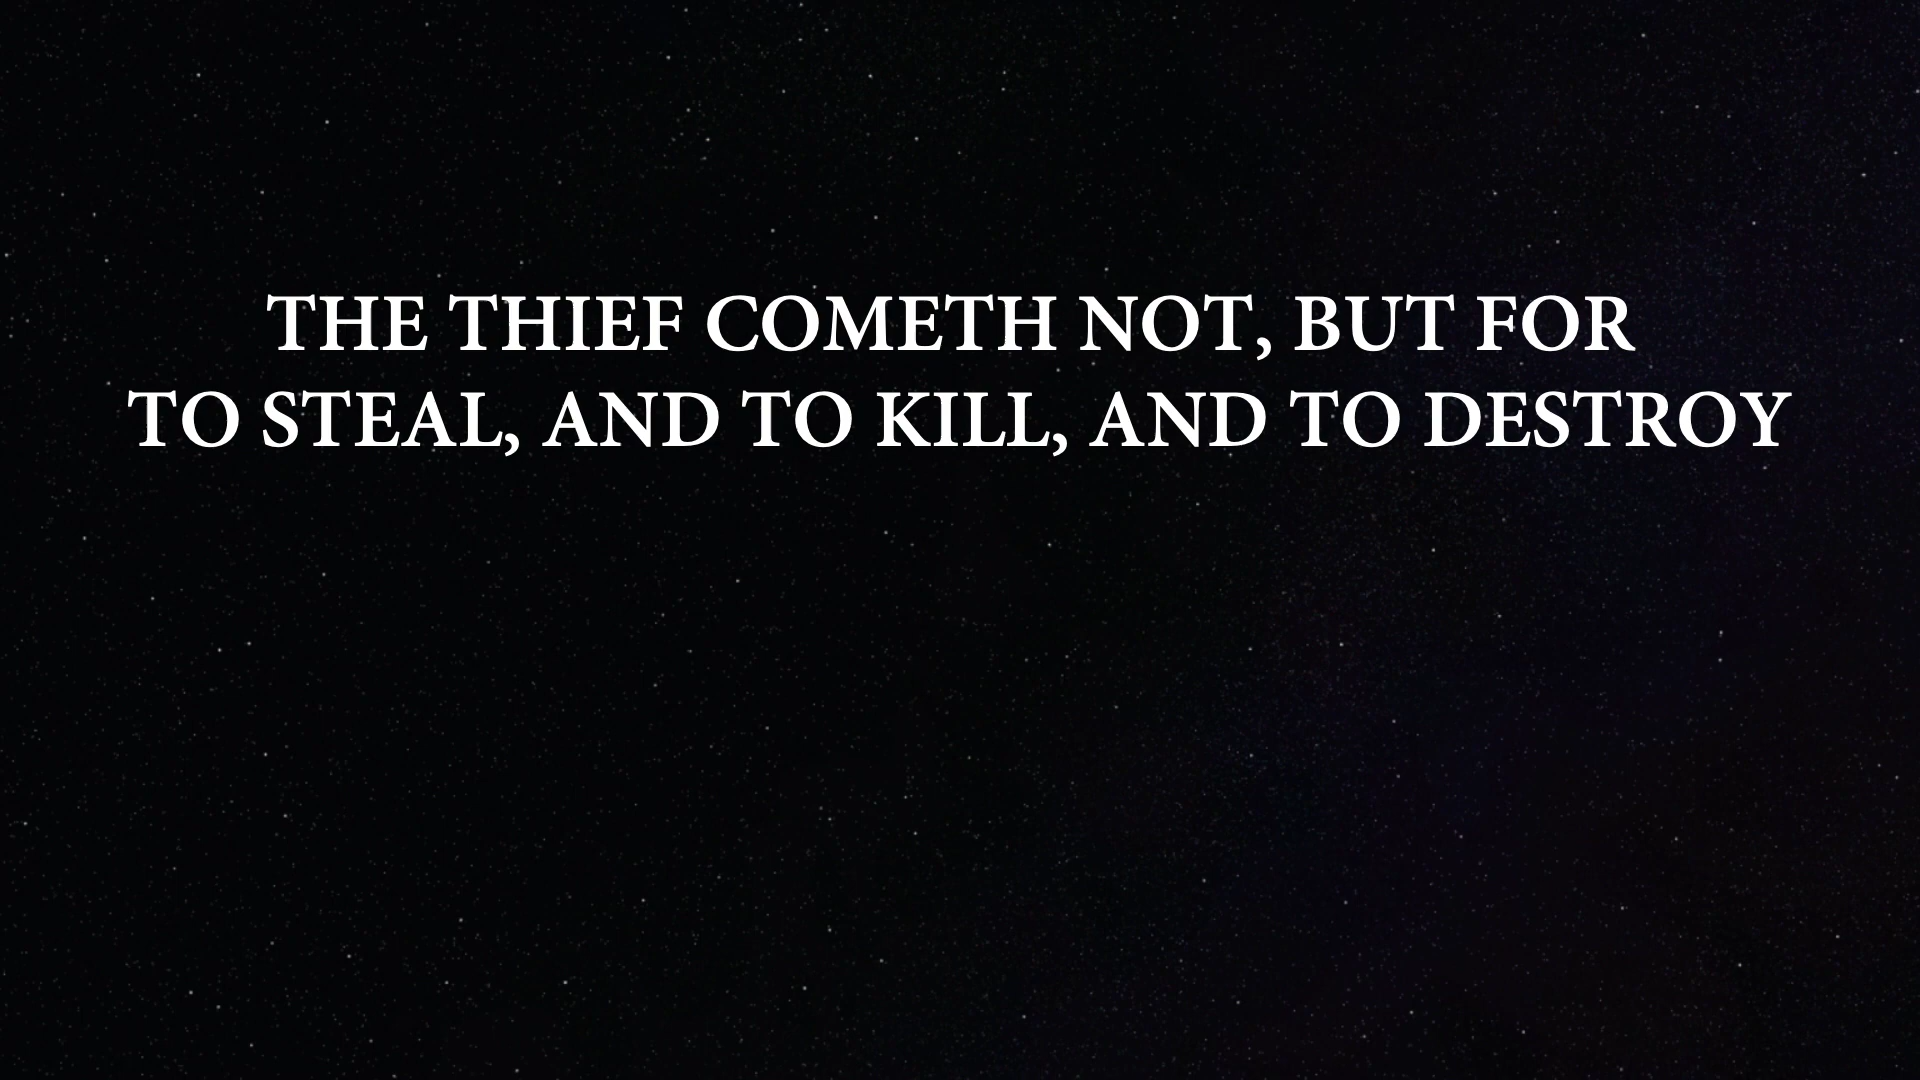 THE THIEF COMETH NOT, BUT FOR
TO STEAL, AND TO KILL, AND TO DESTROY